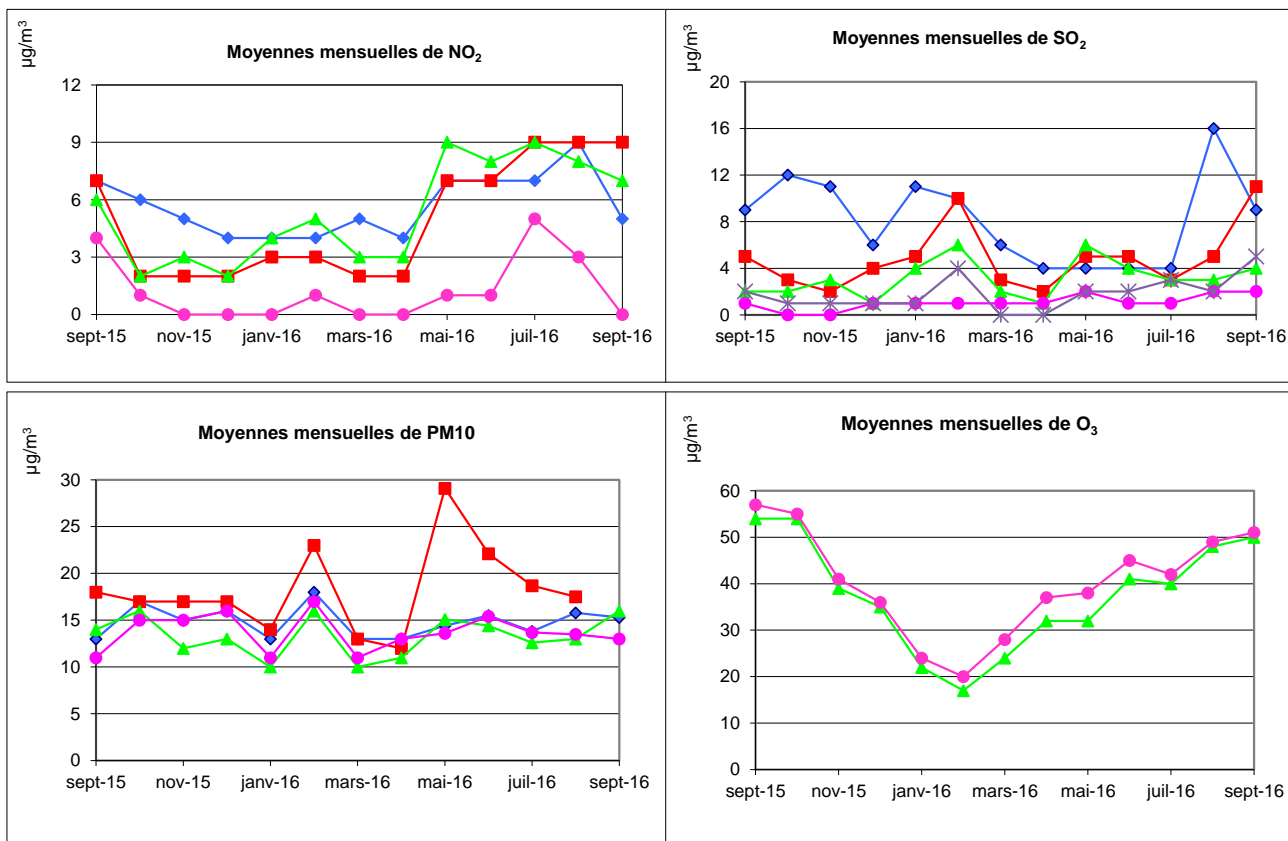 µg/m³
Moyennes mensuelles de NO₂
12
9
6
3
0
sept-15 nov-15 janv-16 mars-16 mai-16 juil-16 sept-16
µg/m³
Moyennes mensuelles de SO₂
20
16
12
8
4
0
sept-15 nov-15 janv-16 mars-16 mai-16 juil-16 sept-16
µg/m³
Moyennes mensuelles de PM10
30
25
20
15
10
5
0
sept-15 nov-15 janv-16 mars-16 mai-16 juil-16 sept-16
µg/m³
Moyennes mensuelles de O₃
60
50
40
30
20
10
0
sept-15 nov-15 janv-16 mars-16 mai-16 juil-16 sept-16